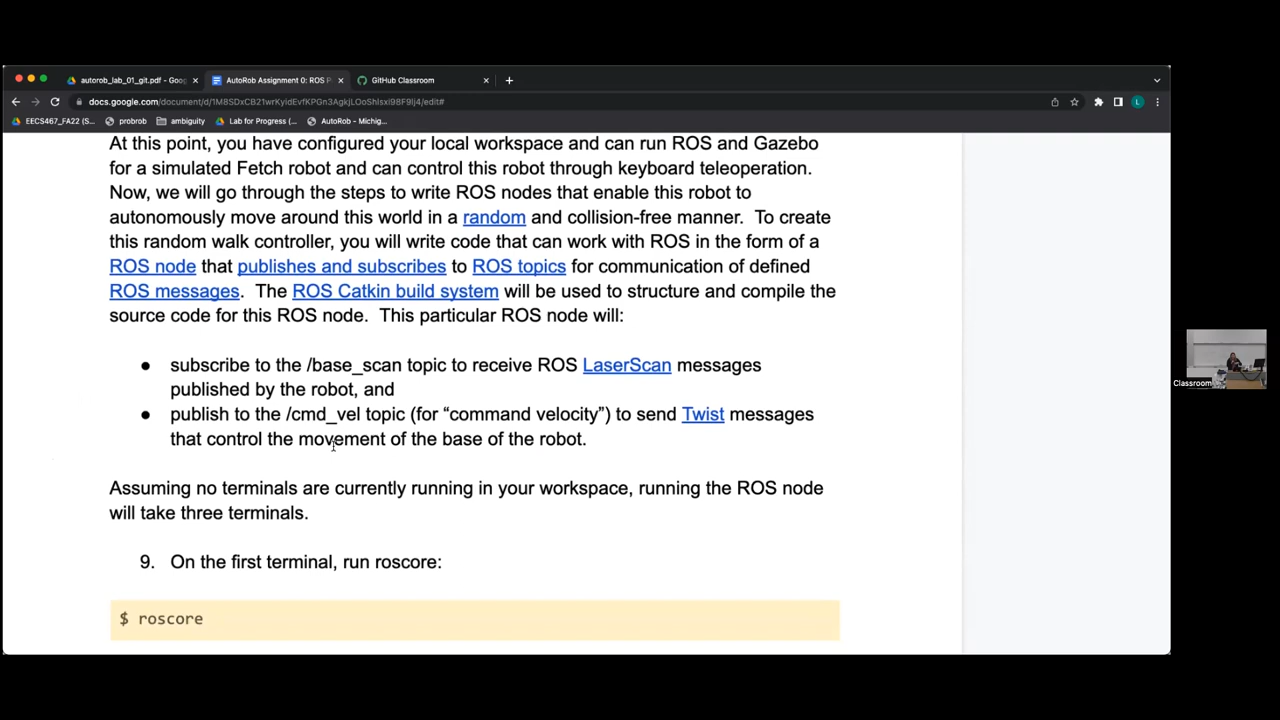 autorob_lab_01_git.pdf - Goo
AutoRob Assignment 0: ROS P
GitHub Classroom
EECS467_FA22 (S...
probrob
ambiguity
Lab for Progress (...
AutoRob - Michig...
At this point, you have configured your local workspace and can run ROS and Gazebo
for a simulated Fetch robot and can control this robot through keyboard teleoperation.
Now, we will go through the steps to write ROS nodes that enable this robot to
autonomously move around this world in a random and collision-free manner. To create
this random walk controller, you will write code that can work with ROS in the form of a
ROS node that publishes and subscribes to ROS topics for communication of defined
ROS messages. The ROS Catkin build system will be used to structure and compile the
source code for this ROS node. This particular ROS node will:
● subscribe to the /base_scan topic to receive ROS LaserScan messages
published by the robot, and
● publish to the /cmd_vel topic (for “command velocity”) to send Twist messages
that control the movement of the base of the robot.
Classroom
Assuming no terminals are currently running in your workspace, running the ROS node
will take three terminals.
9. On the first terminal, run roscore:
$ roscore